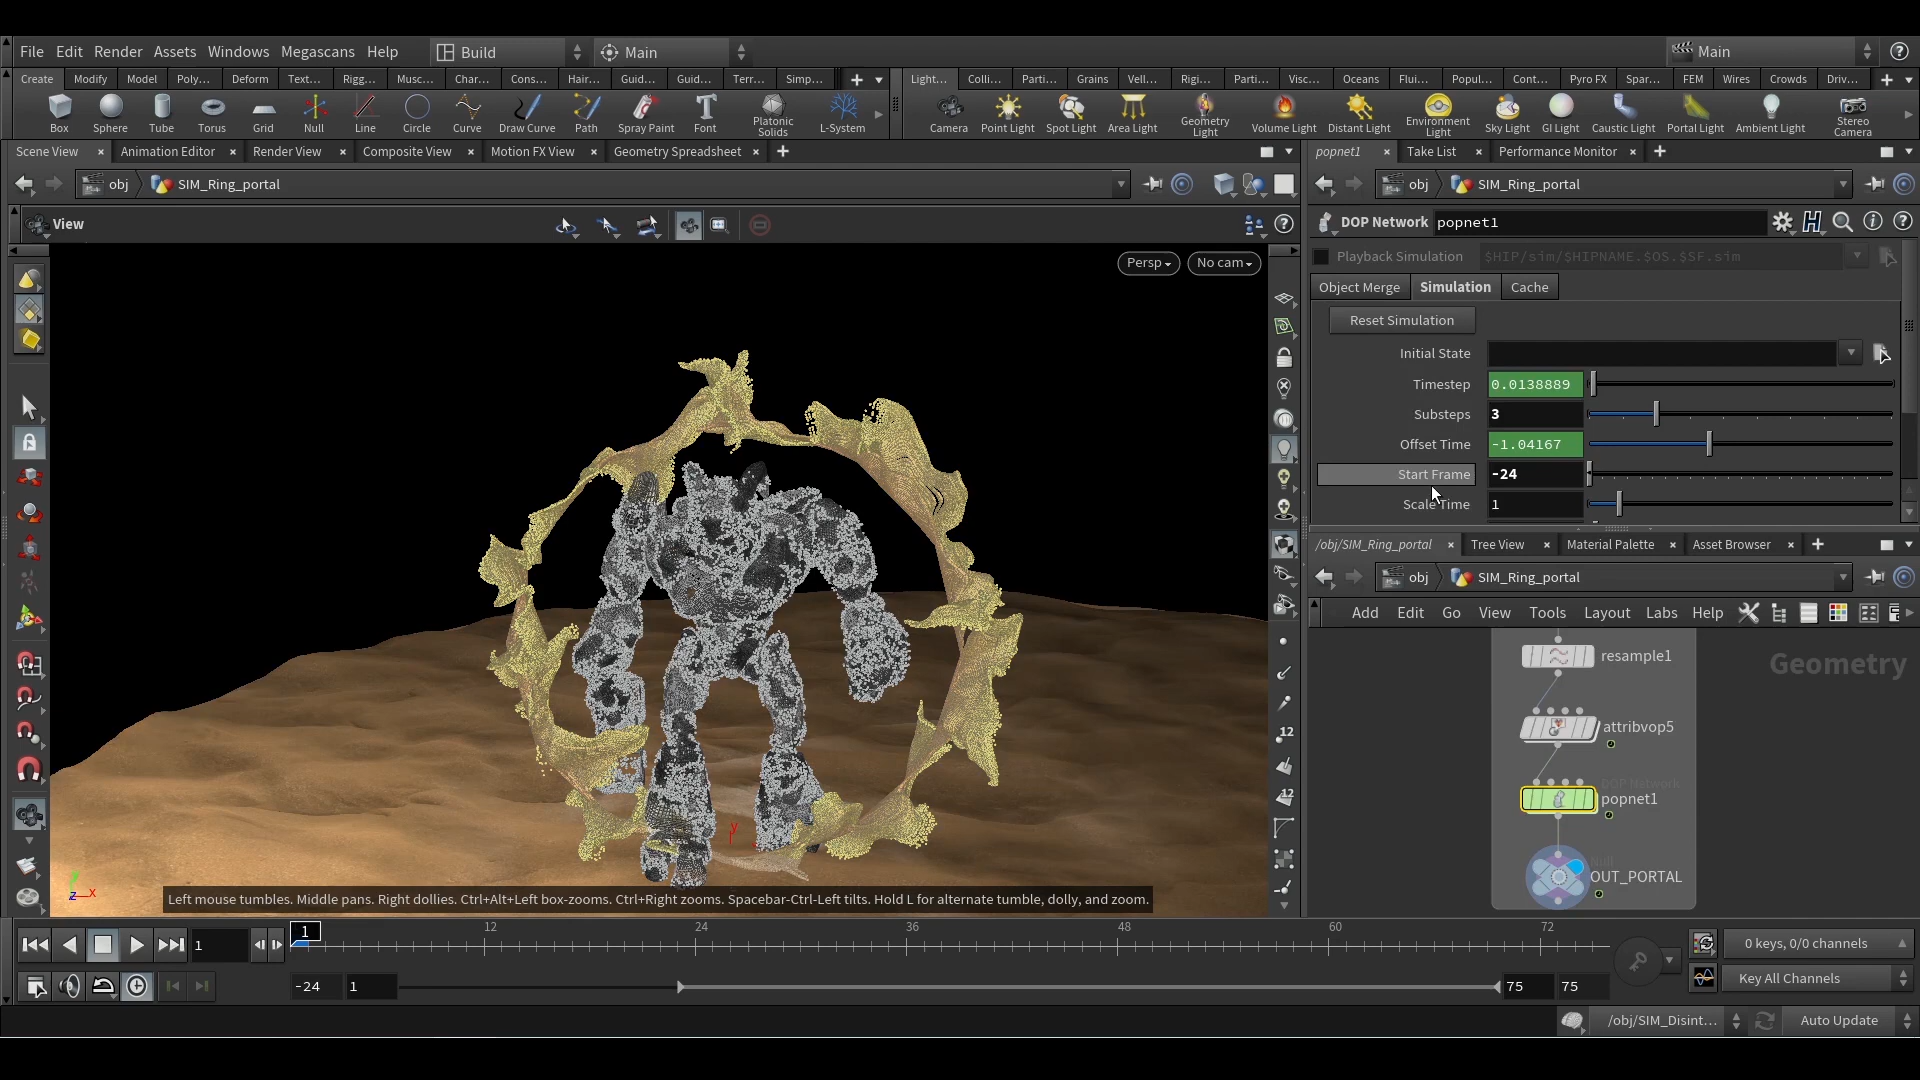 File Edit Render Assets Windows Megascans Help Build Main Main
Create Modify Model Poly... Deform Text... Rigg... Musc... Char... Cons... Hair... Guid... Guid... Terr... Simp...
Light... Colli... Parti... Grains Vell... Rigi... Parti... Visc... Oceans Flui... Popul... Cont... Pyro FX Spar... FEM Wires Crowds Driv...
Box Sphere Tube Torus Grid Null Line Circle Curve Draw Curve Path Spray Paint Font Platonic Solids L-System
Camera Point Light Spot Light Area Light Geometry Light Volume Light Distant Light Environment Light Sky Light GI Light Caustic Light Portal Light Ambient Light Stereo Camera
Scene View Animation Editor Render View Composite View Motion FX View Geometry Spreadsheet
popnet1 Take List Performance Monitor
obj SIM_Ring_portal
obj SIM_Ring_portal
View
DOP Network popnet1
Persp No cam
Playback Simulation $HIP/sim/$HIPNAME.$OS.$SF.sim
Object Merge Simulation Cache
Reset Simulation
Initial State
Timestep 0.0138889
Substeps 3
Offset Time -1.04167
Start Frame -24
Scale Time 1
/obj/SIM_Ring_portal Tree View Material Palette Asset Browser
obj SIM_Ring_portal
Add Edit Go View Tools Layout Labs Help
Geometry
resample1
attribvop5
DOP Network
popnet1
Null
OUT_PORTAL
12
12
y
y
z x
Left mouse tumbles. Middle pans. Right dollies. Ctrl+Alt+Left box-zooms. Ctrl+Right zooms. Spacebar-Ctrl-Left tilts. Hold L for alternate tumble, dolly, and zoom.
1 1 12 24 36 48 60 72
0 keys, 0/0 channels
-24 1 75 75
Key All Channels
/obj/SIM_Disint... Auto Update